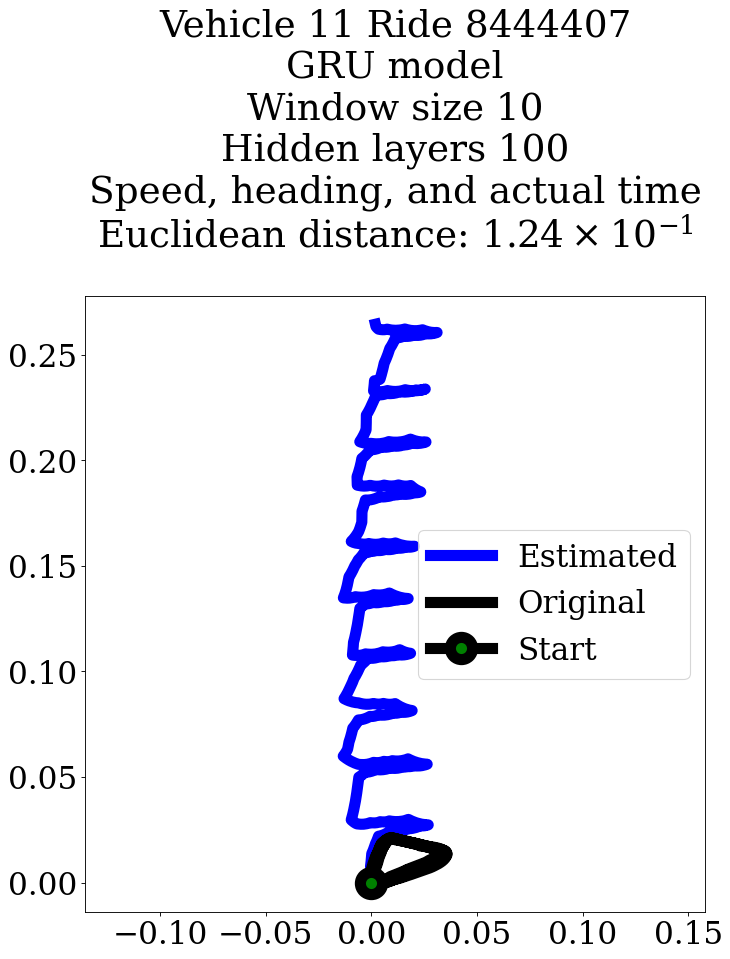 Vehicle 11 Ride 8444407
GRU model
Window size 10
Hidden layers 100
Speed, heading, and actual time
Euclidean distance: 1.24 × 10⁻¹
0.25
0.20
0.15
0.10
0.05
0.00
Estimated
Original
Start
−0.10 −0.05 0.00 0.05 0.10 0.15